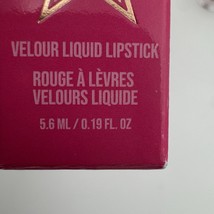 VELOUR LIQUID LIPSTICK
ROUGE À LÈVRES
VELOURS LIQUIDE
5.6 ML / 0.19 FL. OZ